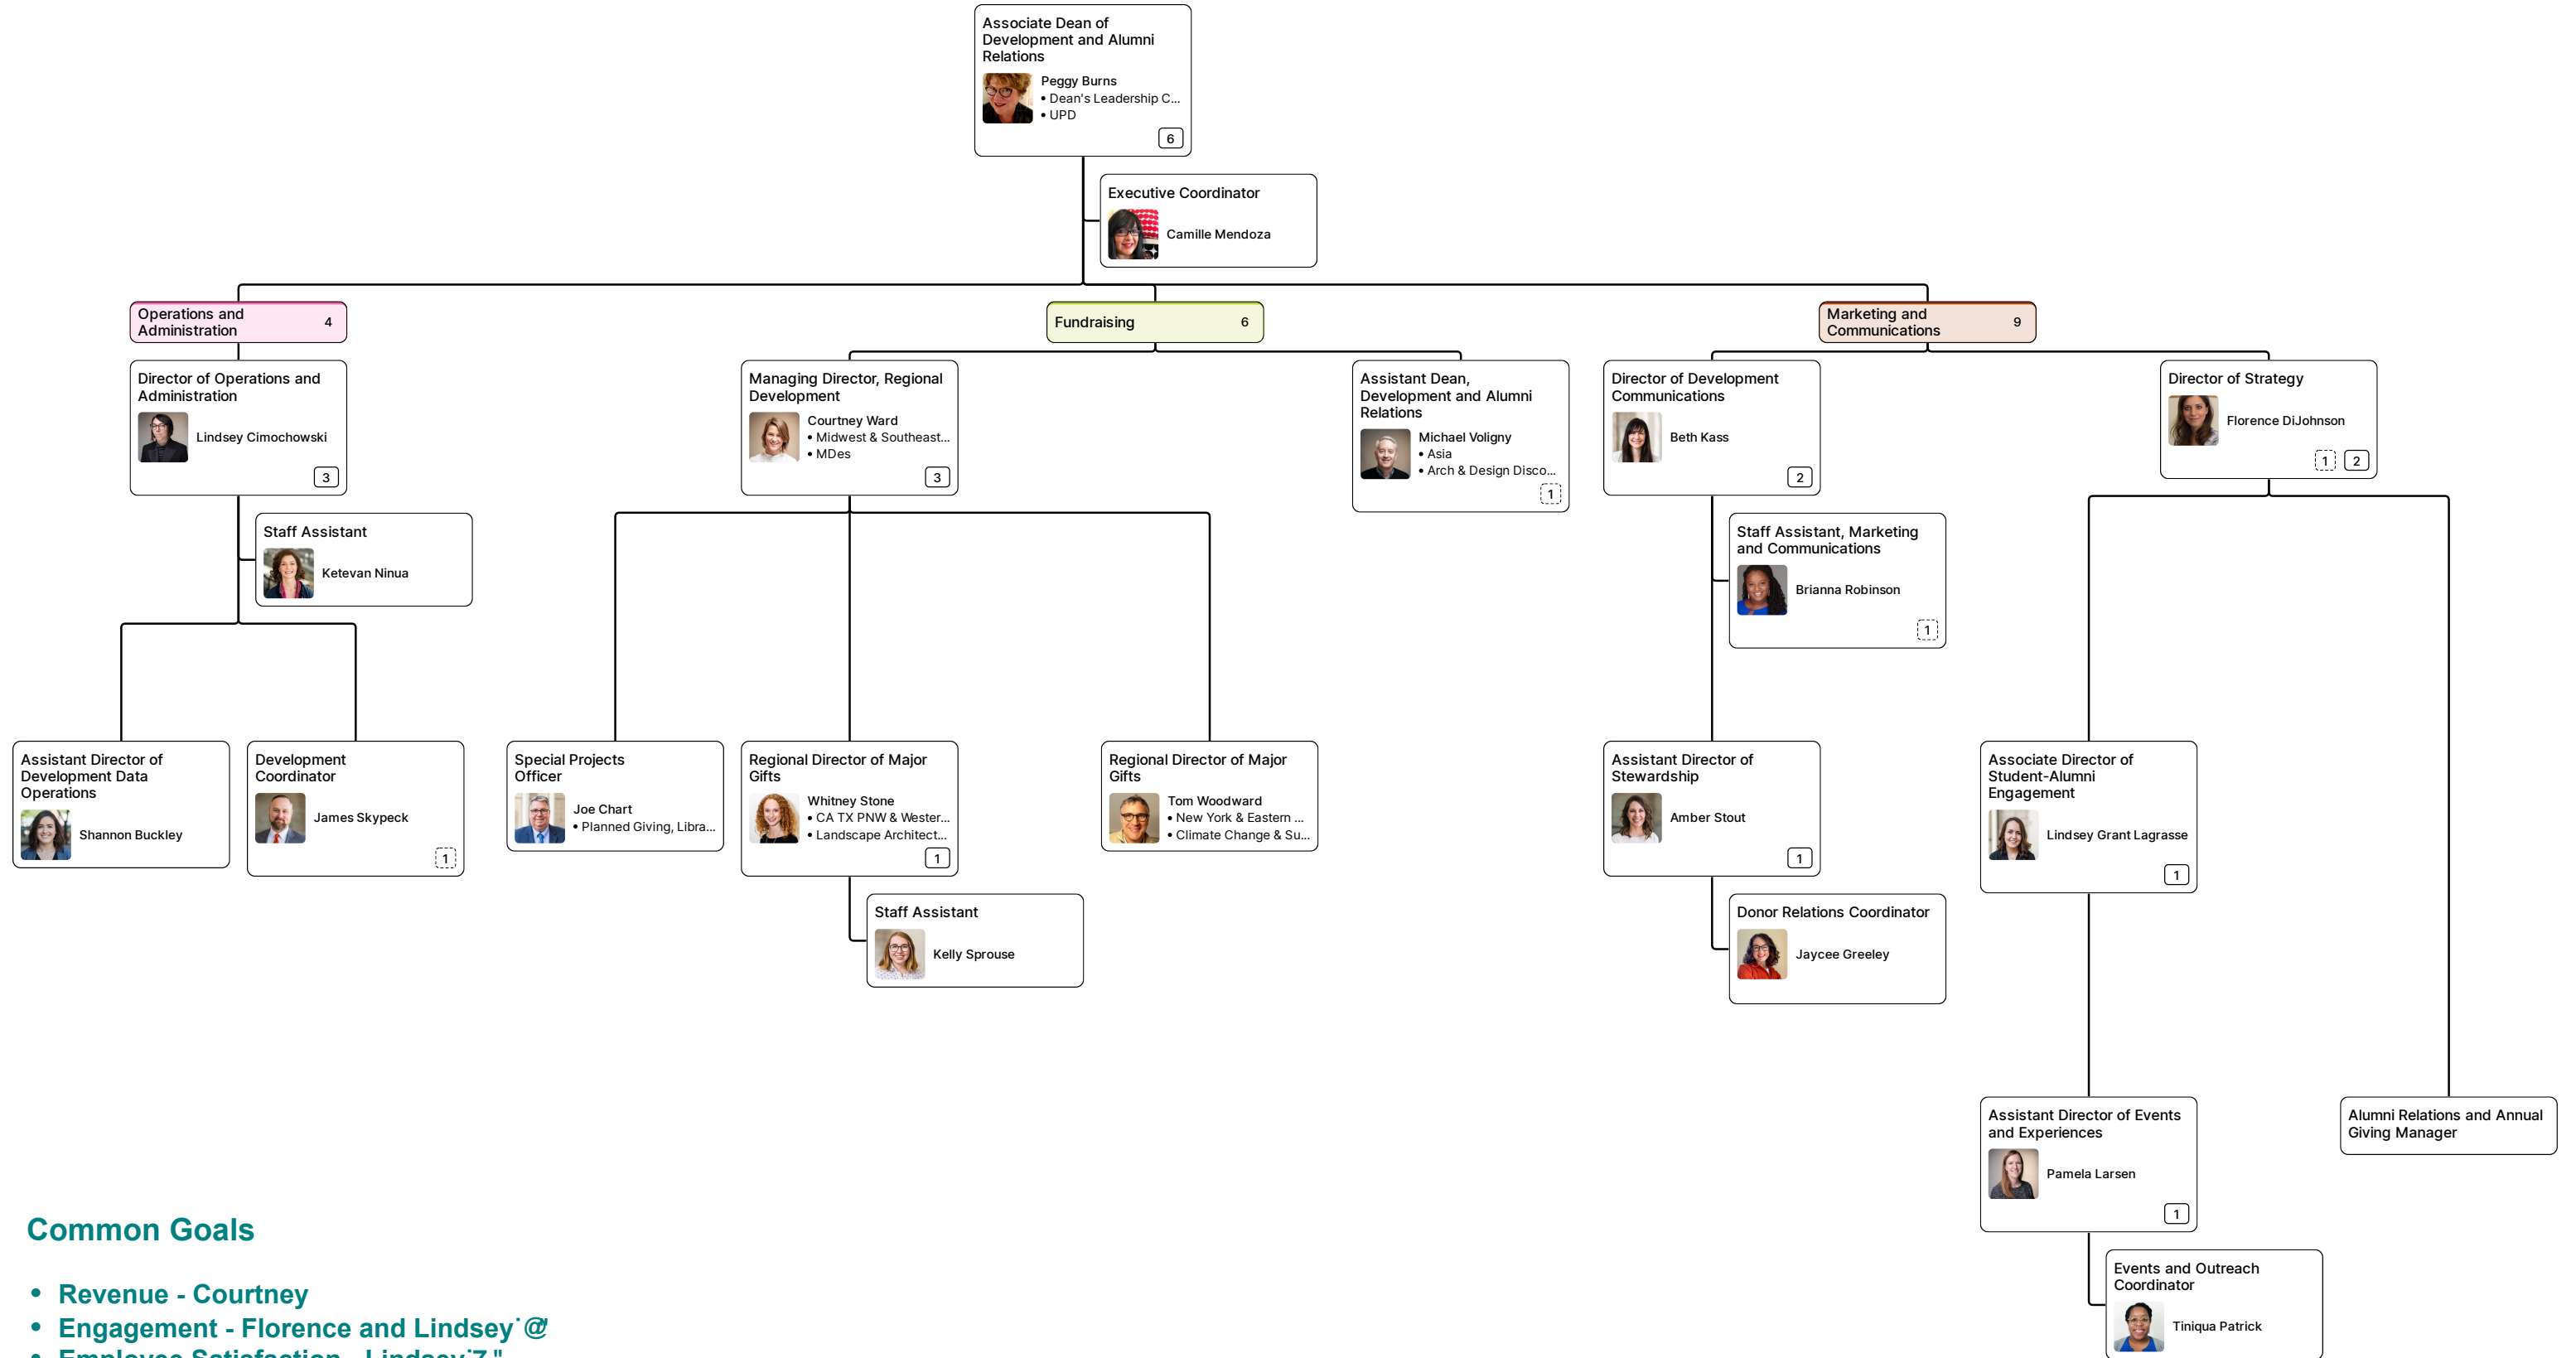 Associate Dean of
Development and Alumni
Relations
Peggy Burns
• Dean's Leadership C...
• UPD
6
Executive Coordinator
Camille Mendoza
Operations and
Administration
4
Fundraising
6
Marketing and
Communications
9
Director of Operations and
Administration
Lindsey Cimochowski
3
Managing Director, Regional
Development
Courtney Ward
• Midwest & Southeast...
• MDes
3
Assistant Dean,
Development and Alumni
Relations
Michael Voligny
• Asia
• Arch & Design Disco...
1
Director of Development
Communications
Beth Kass
2
Director of Strategy
Florence DiJohnson
1 2
Staff Assistant
Ketevan Ninua
Staff Assistant, Marketing
and Communications
Brianna Robinson
1
Assistant Director of
Development Data
Operations
Shannon Buckley
Development
Coordinator
James Skypeck
1
Special Projects
Officer
Joe Chart
• Planned Giving, Libra...
Regional Director of Major
Gifts
Whitney Stone
• CA TX PNW & Wester...
• Landscape Architect...
1
Regional Director of Major
Gifts
Tom Woodward
• New York & Eastern ...
• Climate Change & Su...
Assistant Director of
Stewardship
Amber Stout
1
Associate Director of
Student-Alumni
Engagement
Lindsey Grant Lagrasse
1
Staff Assistant
Kelly Sprouse
Donor Relations Coordinator
Jaycee Greeley
Assistant Director of Events
and Experiences
Pamela Larsen
1
Alumni Relations and Annual
Giving Manager
Events and Outreach
Coordinator
Tiniqua Patrick
Common Goals
• Revenue - Courtney
• Engagement - Florence and Lindsey
• Employee Satisfaction - Lindsey